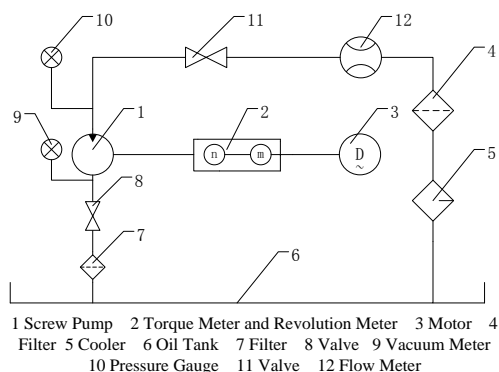 10
11
12
4
1
2
3
9
n
m
D
~
8
5
7
6
1 Screw Pump 2 Torque Meter and Revolution Meter 3 Motor 4
Filter 5 Cooler 6 Oil Tank 7 Filter 8 Valve 9 Vacuum Meter
10 Pressure Gauge 11 Valve 12 Flow Meter